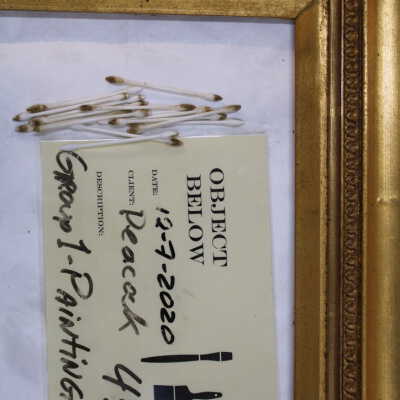 OBJECT
BELOW
DATE: 12-7-2020
CLIENT: Peacock
DESCRIPTION:
GROUP 1-PAINTING